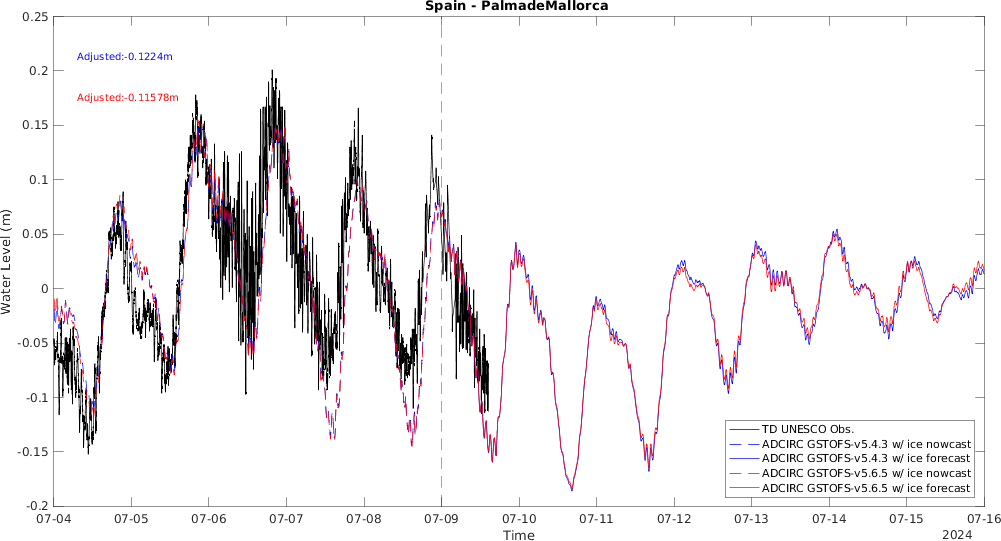 Spain - PalmadeMallorca
0.25
0.2
0.15
0.1
0.05
0
-0.05
-0.1
-0.15
-0.2
Water Level (m)
Adjusted:-0.1224m
Adjusted:-0.11578m
TD UNESCO Obs.
ADCIRC GSTOFS-v5.4.3 w/ ice nowcast
ADCIRC GSTOFS-v5.4.3 w/ ice forecast
ADCIRC GSTOFS-v5.6.5 w/ ice nowcast
ADCIRC GSTOFS-v5.6.5 w/ ice forecast
07-04 07-05 07-06 07-07 07-08 07-09 07-10 07-11 07-12 07-13 07-14 07-15 07-16
Time
2024